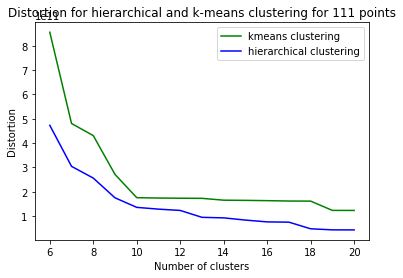 Distortion for hierarchical and k-means clustering for 111 points
1e11
kmeans clustering
hierarchical clustering
8
7
6
5
4
3
2
1
Distortion
6 8 10 12 14 16 18 20
Number of clusters